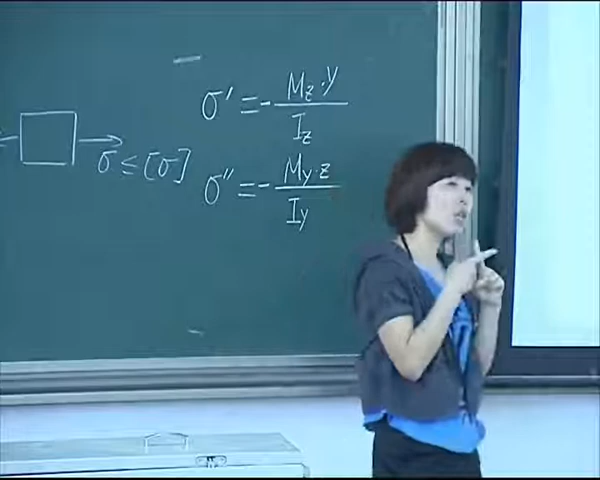 σ' = - Mz·y / Iz
σ ≤ [σ]
σ'' = - My·z / Iy